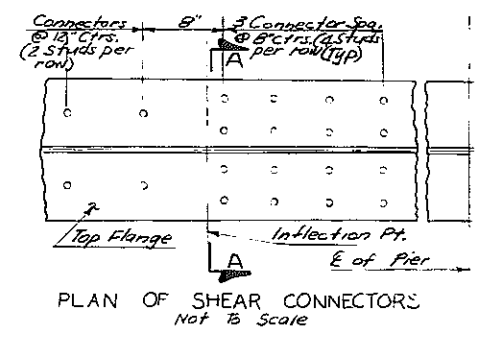 Connectors
@ 12" Ctrs.
(2 Studs per
row)
8"
3 Connector Spa.
@ 8" Ctrs. (4 Studs
per row)(Typ)
A
Top Flange
Inflection Pt.
A
℄ of Pier
PLAN OF SHEAR CONNECTORS
Not To Scale